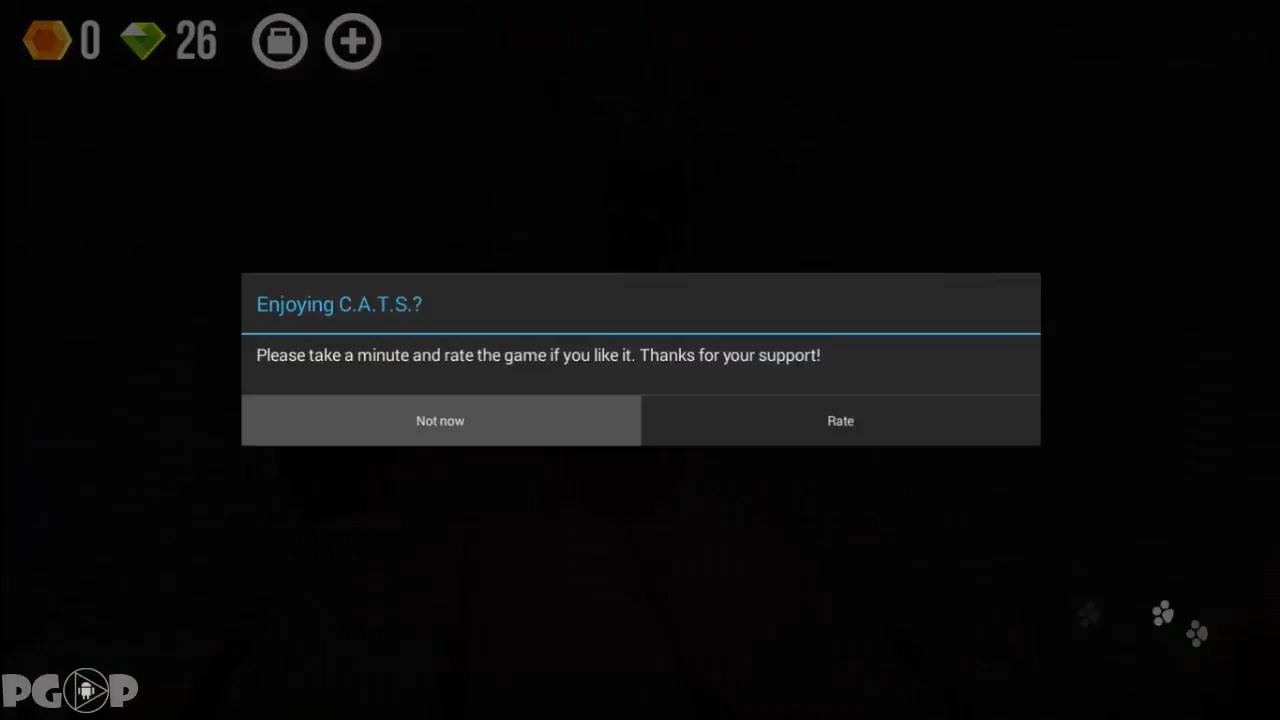 0 26
Enjoying C.A.T.S.?
Please take a minute and rate the game if you like it. Thanks for your support!
Not now Rate
PGP